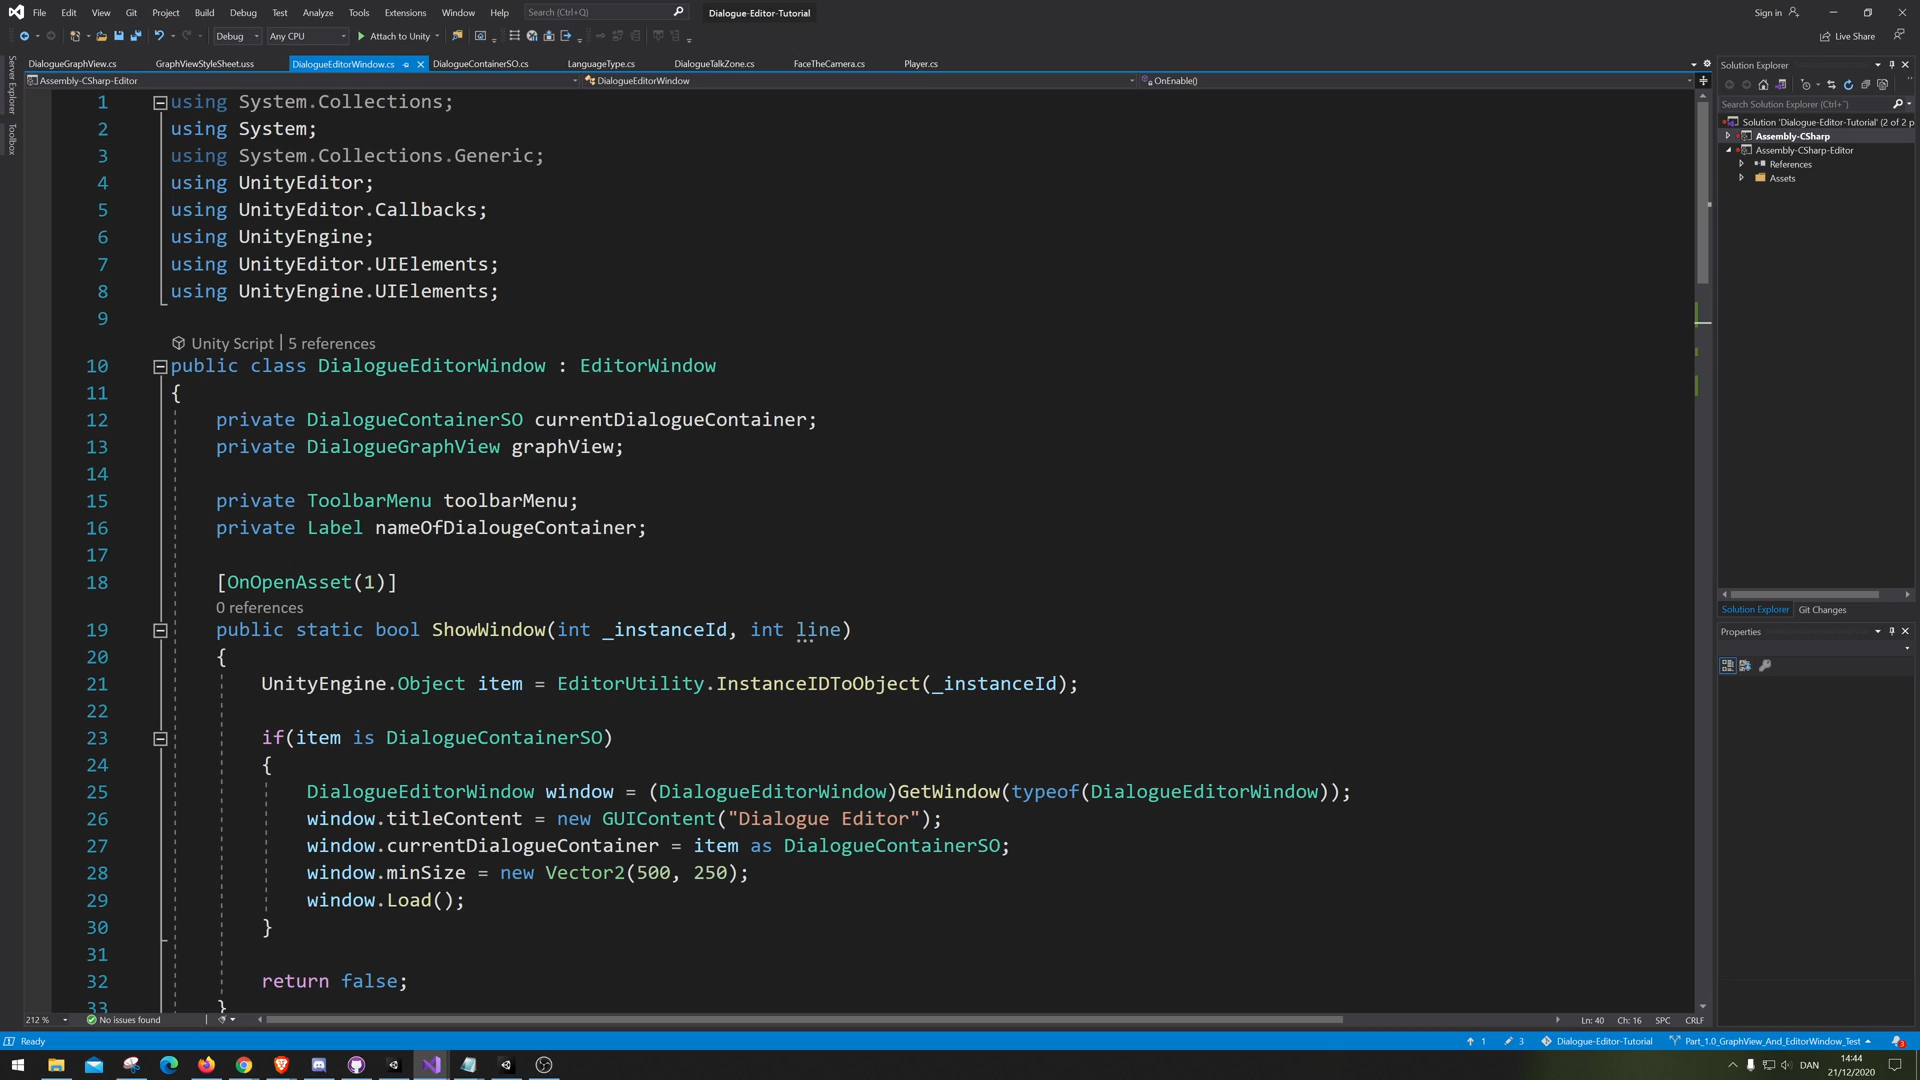 File Edit View Git Project Build Debug Test Analyze Tools Extensions Window Help Search (Ctrl+Q) Dialogue-Editor-Tutorial Sign in
Debug Any CPU Attach to Unity Live Share
DialogueGraphView.cs GraphViewStyleSheet.uss DialogueEditorWindow.cs DialogueContainerSO.cs LanguageType.cs DialogueTalkZone.cs FaceTheCamera.cs Player.cs
Assembly-CSharp-Editor DialogueEditorWindow OnEnable()
Server Explorer
Toolbox
1 using System.Collections;
2 using System;
3 using System.Collections.Generic;
4 using UnityEditor;
5 using UnityEditor.Callbacks;
6 using UnityEngine;
7 using UnityEditor.UIElements;
8 using UnityEngine.UIElements;
9
Unity Script | 5 references
10 public class DialogueEditorWindow : EditorWindow
11 {
12 private DialogueContainerSO currentDialogueContainer;
13 private DialogueGraphView graphView;
14
15 private ToolbarMenu toolbarMenu;
16 private Label nameOfDialougeContainer;
17
18 [OnOpenAsset(1)]
0 references
19 public static bool ShowWindow(int _instanceId, int line)
20 {
21 UnityEngine.Object item = EditorUtility.InstanceIDToObject(_instanceId);
22
23 if(item is DialogueContainerSO)
24 {
25 DialogueEditorWindow window = (DialogueEditorWindow)GetWindow(typeof(DialogueEditorWindow));
26 window.titleContent = new GUIContent("Dialogue Editor");
27 window.currentDialogueContainer = item as DialogueContainerSO;
28 window.minSize = new Vector2(500, 250);
29 window.Load();
30 }
31
32 return false;
33 }
212 % No issues found Ln: 40 Ch: 16 SPC CRLF
Solution Explorer
Search Solution Explorer (Ctrl+¨)
Solution 'Dialogue-Editor-Tutorial' (2 of 2 p
Assembly-CSharp
Assembly-CSharp-Editor
References
Assets
Solution Explorer Git Changes
Properties
Ready 1 3 Dialogue-Editor-Tutorial Part_1.0_GraphView_And_EditorWindow_Test 3
DAN 14:44
21/12/2020